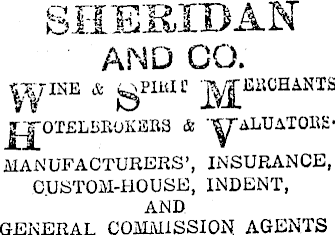 SHERIDAN
AND CO.
WINE & SPIRIT MERCHANTS
HOTELBROKERS & VALUATORS.
MANUFACTURERS', INSURANCE,
CUSTOM-HOUSE, INDENT,
AND
GENERAL COMMISSION AGENTS